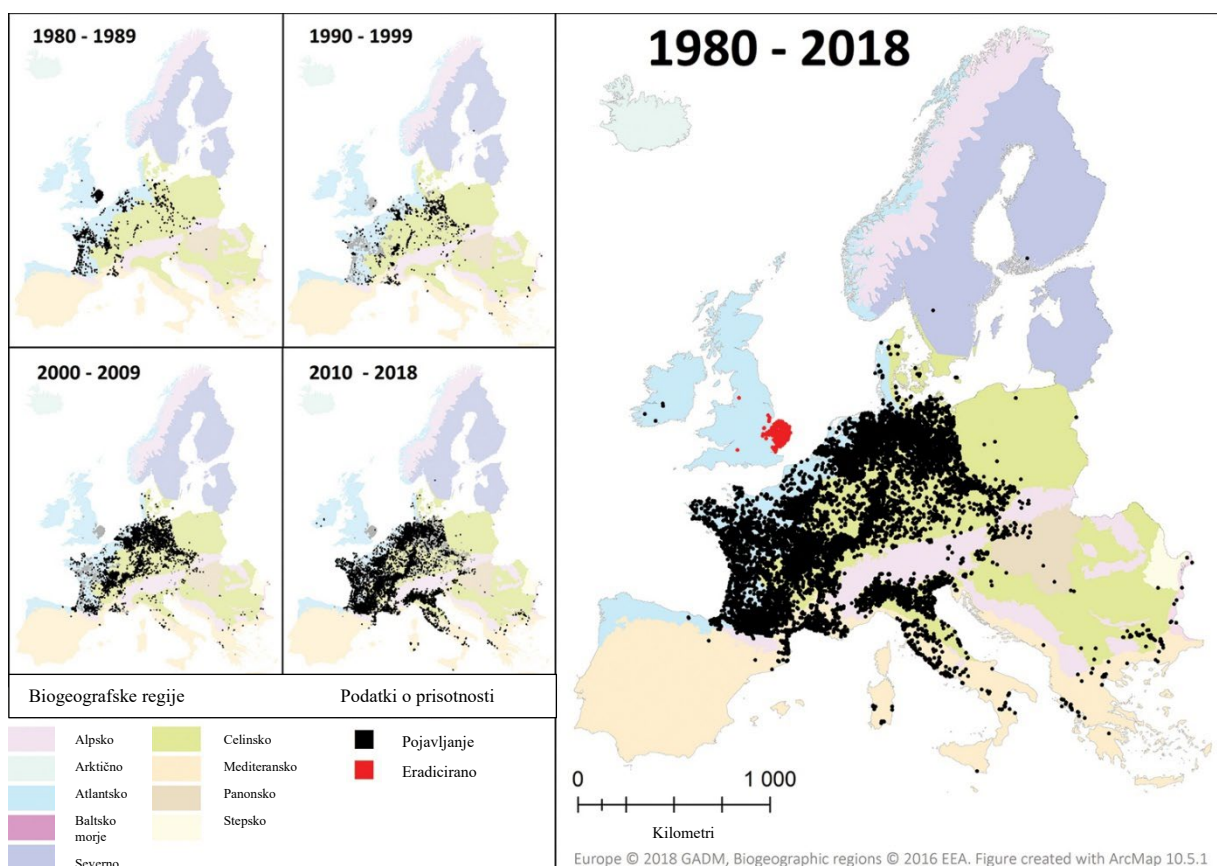 1980 - 1989
1990 - 1999
2000 - 2009
2010 - 2018
1980 - 2018
Biogeografske regije
Podatki o prisotnosti
Alpsko
Arktično
Atlantsko
Baltsko
morje
Severno
Celinsko
Mediteransko
Panonsko
Stepsko
Pojavljanje
Eradicirano
0 1 000
Kilometri
Europe © 2018 GADM, Biogeographic regions © 2016 EEA. Figure created with ArcMap 10.5.1